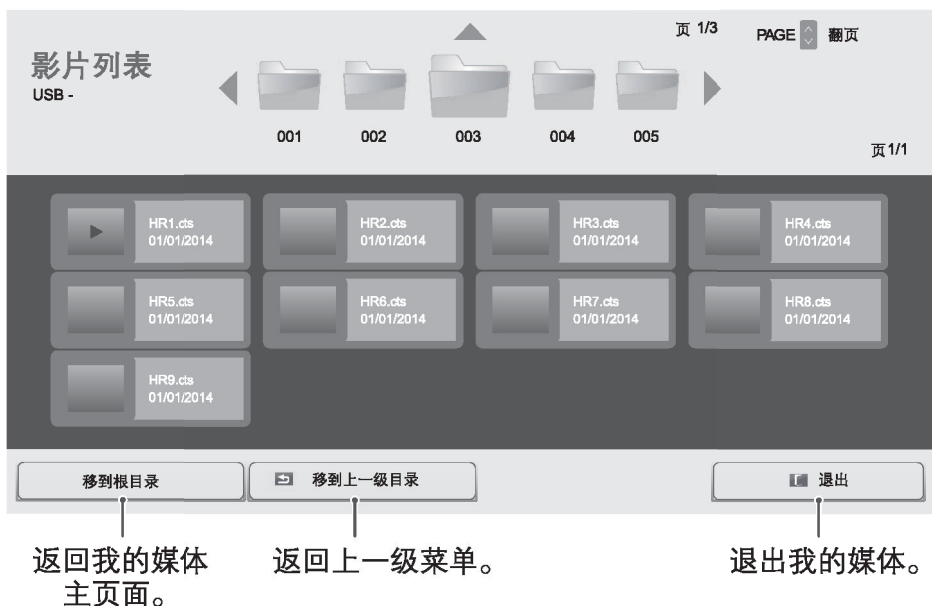 页 1/3
PAGE 翻页
影片列表
USB -
001 002 003 004 005
页1/1
HR1.cts
01/01/2014
HR2.cts
01/01/2014
HR3.cts
01/01/2014
HR4.cts
01/01/2014
HR5.cts
01/01/2014
HR6.cts
01/01/2014
HR7.cts
01/01/2014
HR8.cts
01/01/2014
HR9.cts
01/01/2014
移到根目录
移到上一级目录
退出
返回我的媒体
主页面。
返回上一级菜单。
退出我的媒体。